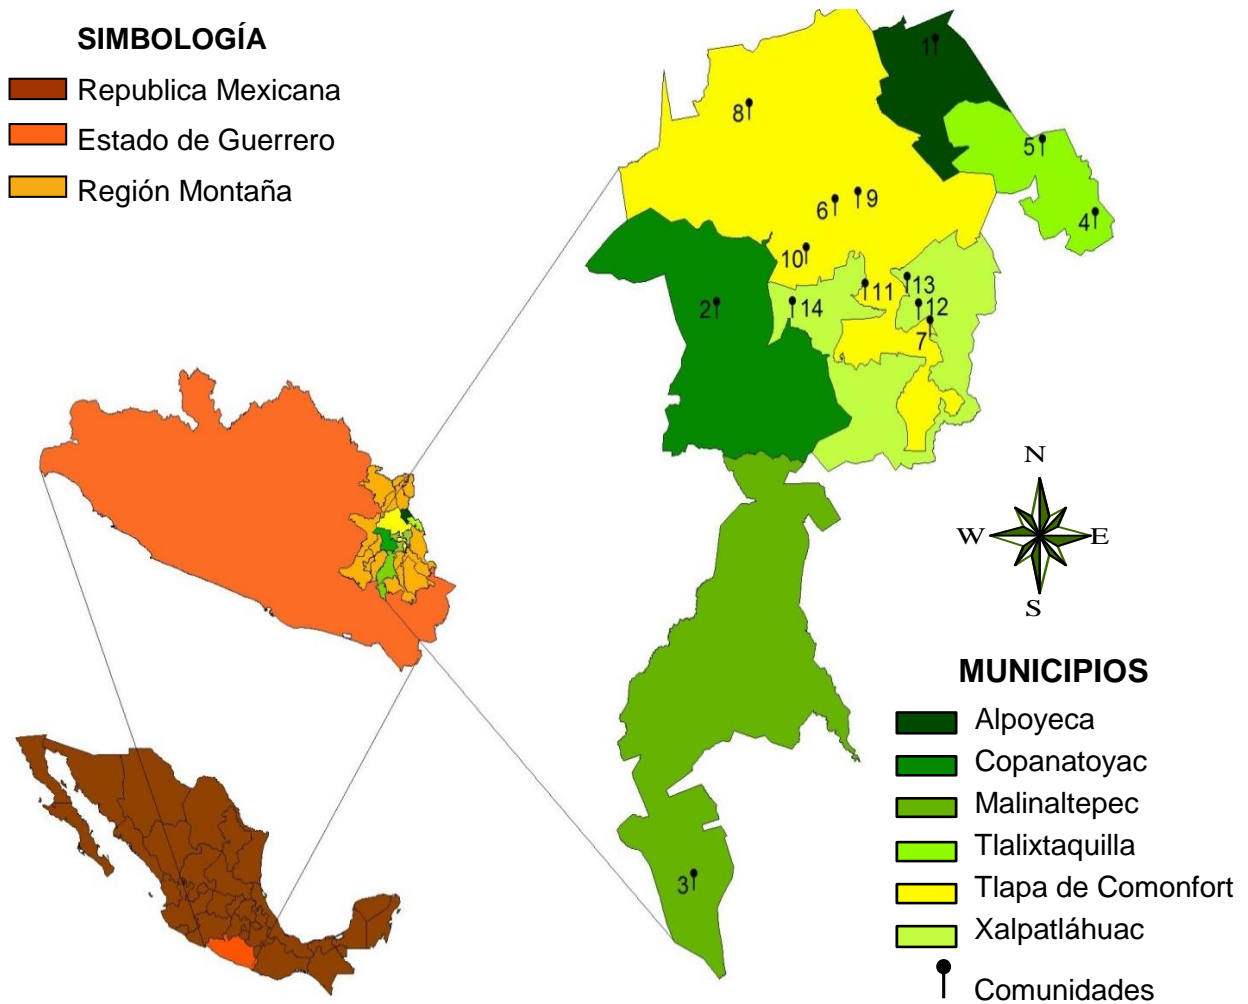 SIMBOLOGÍA
Republica Mexicana
Estado de Guerrero
Región Montaña
1
8
5
6
9
4
10
11
13
2
14
12
7
3
N
W
E
S
MUNICIPIOS
Alpoyeca
Copanatoyac
Malinaltepec
Tlalixtaquilla
Tlapa de Comonfort
Xalpatláhuac
Comunidades